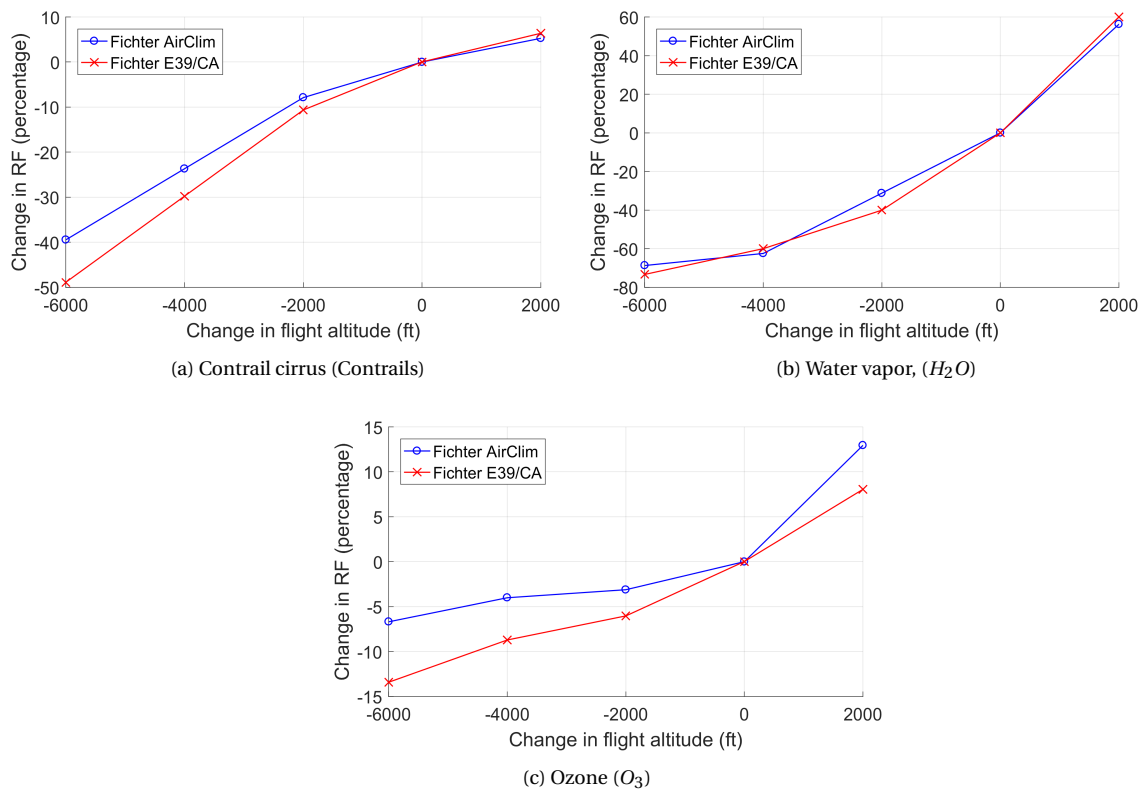 10
0
-10
-20
-30
-40
-50
-6000 -4000 -2000 0 2000
Change in RF (percentage)
Change in flight altitude (ft)
Fichter AirClim
Fichter E39/CA
(a) Contrail cirrus (Contrails)
60
40
20
0
-20
-40
-60
-80
-6000 -4000 -2000 0 2000
Change in RF (percentage)
Change in flight altitude (ft)
Fichter AirClim
Fichter E39/CA
(b) Water vapor, (H₂O)
15
10
5
0
-5
-10
-15
-6000 -4000 -2000 0 2000
Change in RF (percentage)
Change in flight altitude (ft)
Fichter AirClim
Fichter E39/CA
(c) Ozone (O₃)